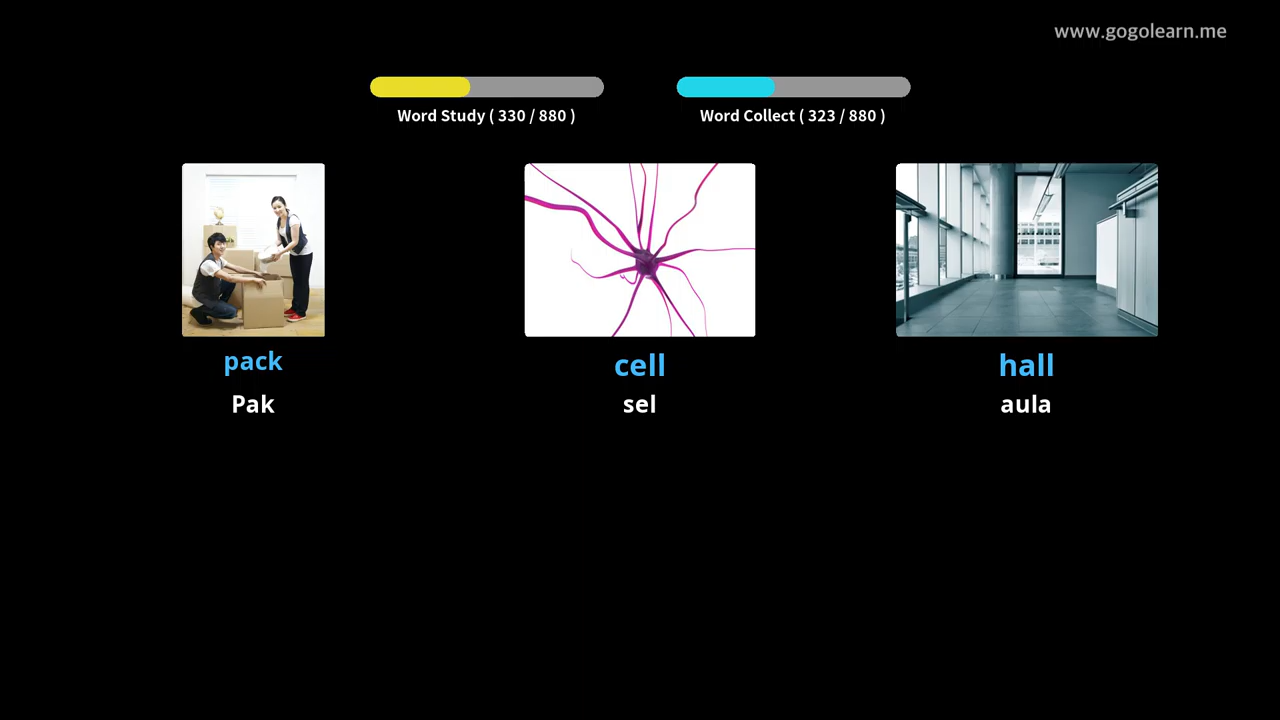 www.gogolearn.me
Word Study ( 330 / 880 )
Word Collect ( 323 / 880 )
pack
cell
hall
Pak
sel
aula